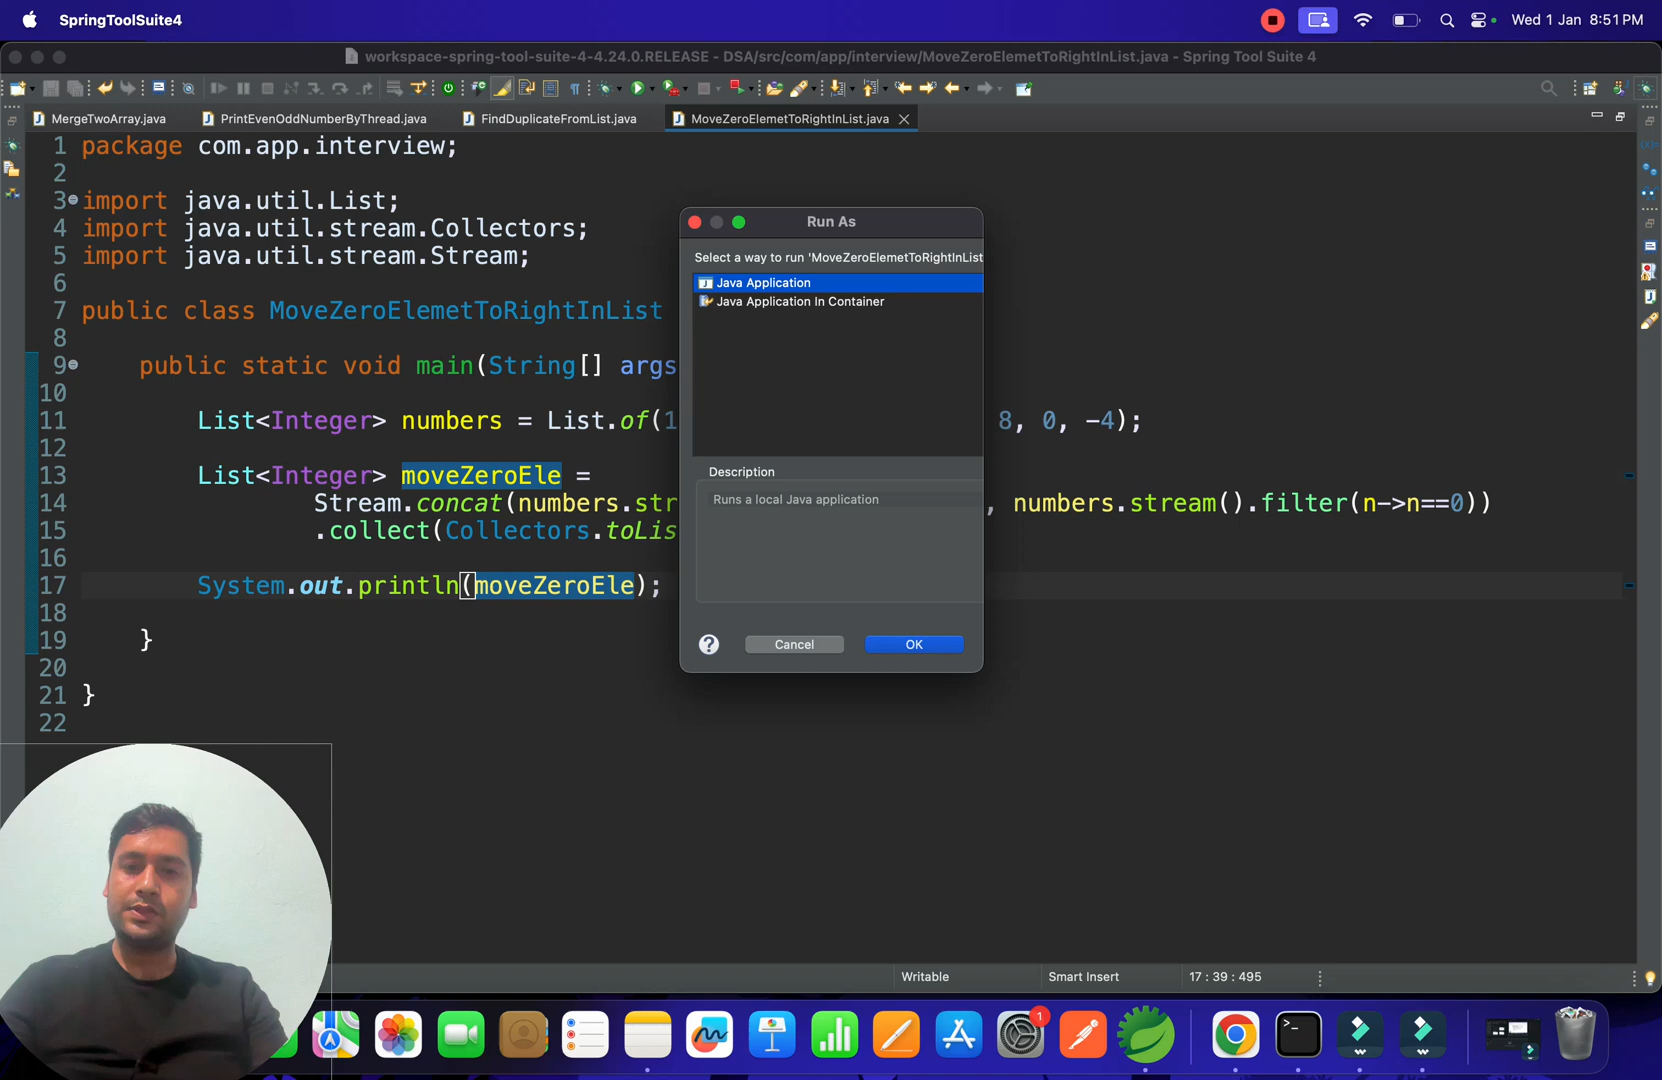 SpringToolSuite4
Wed 1 Jan 8:51 PM
workspace-spring-tool-suite-4-4.24.0.RELEASE - DSA/src/com/app/interview/MoveZeroElemetToRightInList.java - Spring Tool Suite 4
MergeTwoArray.java
PrintEvenOddNumberByThread.java
FindDuplicateFromList.java
MoveZeroElemetToRightInList.java
1 package com.app.interview;
2
3 import java.util.List;
4 import java.util.stream.Collectors;
5 import java.util.stream.Stream;
6
7 public class MoveZeroElemetToRightInList
8
9 public static void main(String[] args
10
11 List<Integer> numbers = List.of(1 8, 0, -4);
12
13 List<Integer> moveZeroEle =
14 Stream.concat(numbers.str , numbers.stream().filter(n->n==0))
15 .collect(Collectors.toLis
16
17 System.out.println(moveZeroEle);
18
19 }
20
21 }
22
Run As
Select a way to run 'MoveZeroElemetToRightInList
Java Application
Java Application In Container
Description
Runs a local Java application
?
Cancel
OK
Writable
Smart Insert
17 : 39 : 495
1